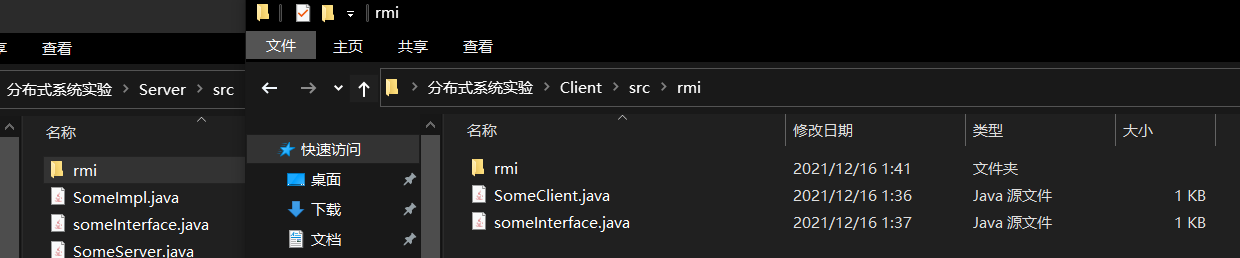 rmi
享 查看
文件 主页 共享 查看
分布式系统实验 Server src
分布式系统实验 Client src rmi
名称
rmi
SomeImpl.java
someInterface.java
SomeServer.java
快速访问
桌面
下载
文档
名称 修改日期 类型 大小
rmi 2021/12/16 1:41 文件夹
SomeClient.java 2021/12/16 1:36 Java 源文件 1 KB
someInterface.java 2021/12/16 1:37 Java 源文件 1 KB